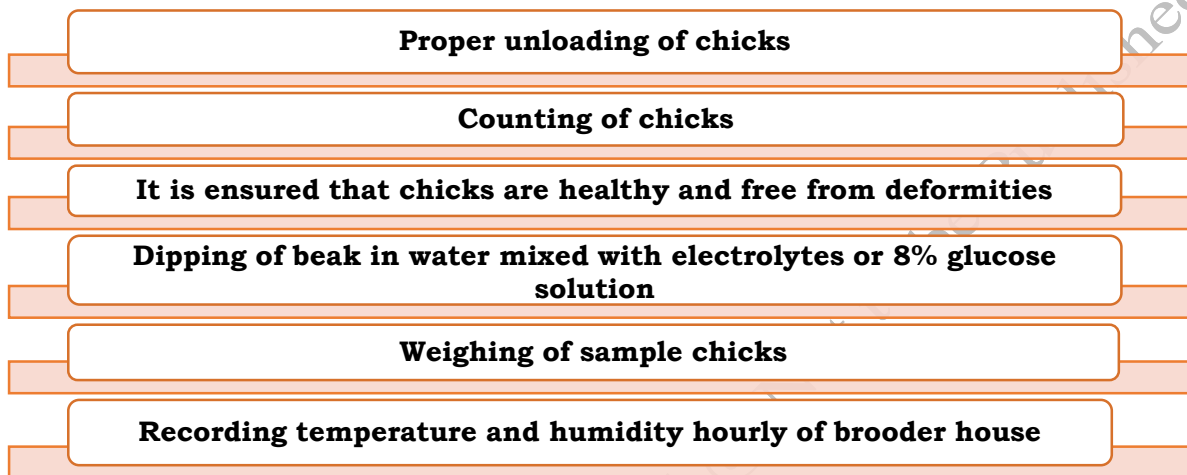 Proper unloading of chicks
Counting of chicks
It is ensured that chicks are healthy and free from deformities
Dipping of beak in water mixed with electrolytes or 8% glucose
solution
Weighing of sample chicks
Recording temperature and humidity hourly of brooder house